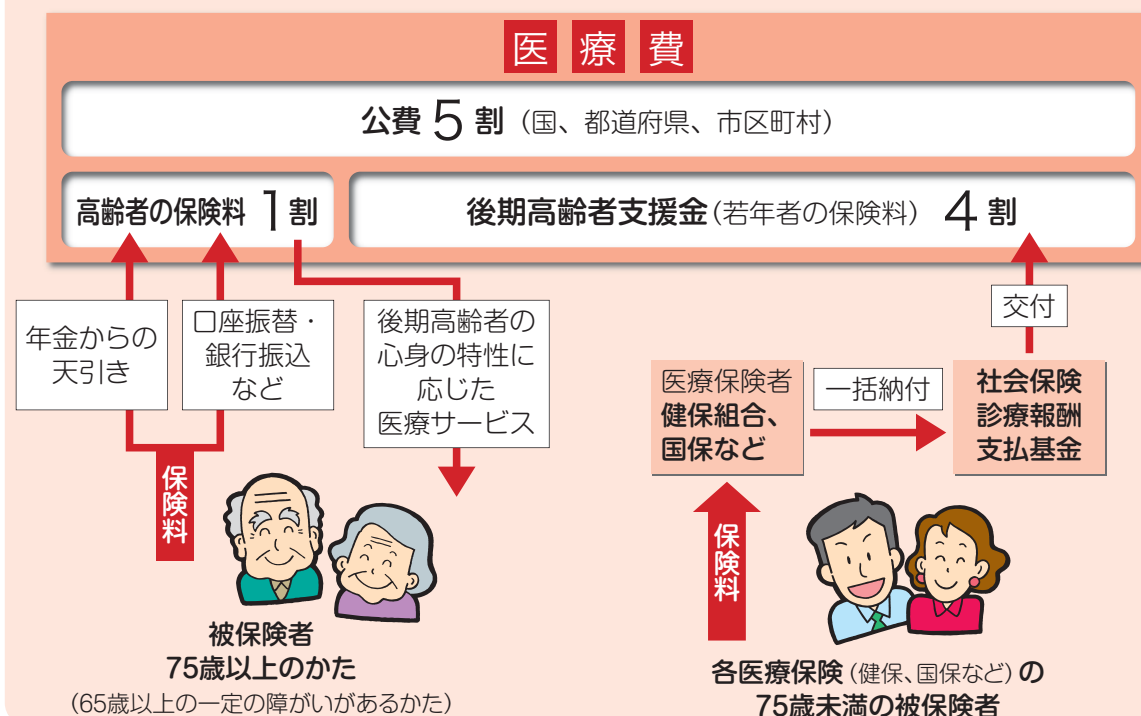 医療費
公費 5 割（国、都道府県、市区町村）
高齢者の保険料 1 割
後期高齢者支援金（若年者の保険料） 4 割
年金からの
天引き
口座振替・
銀行振込
など
後期高齢者の
心身の特性に
応じた
医療サービス
交付
医療保険者
健保組合、
国保など
一括納付
社会保険
診療報酬
支払基金
保険料
保険料
被保険者
75歳以上のかた
（65歳以上の一定の障がいがあるかた）
各医療保険（健保、国保など）の
75歳未満の被保険者